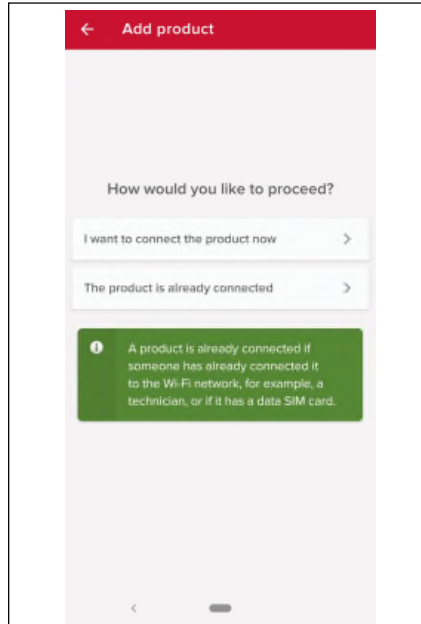 Add product
How would you like to proceed?
I want to connect the product now
The product is already connected
A product is already connected if
someone has already connected it
to the Wi-Fi network, for example, a
technician, or if it has a data SIM card.